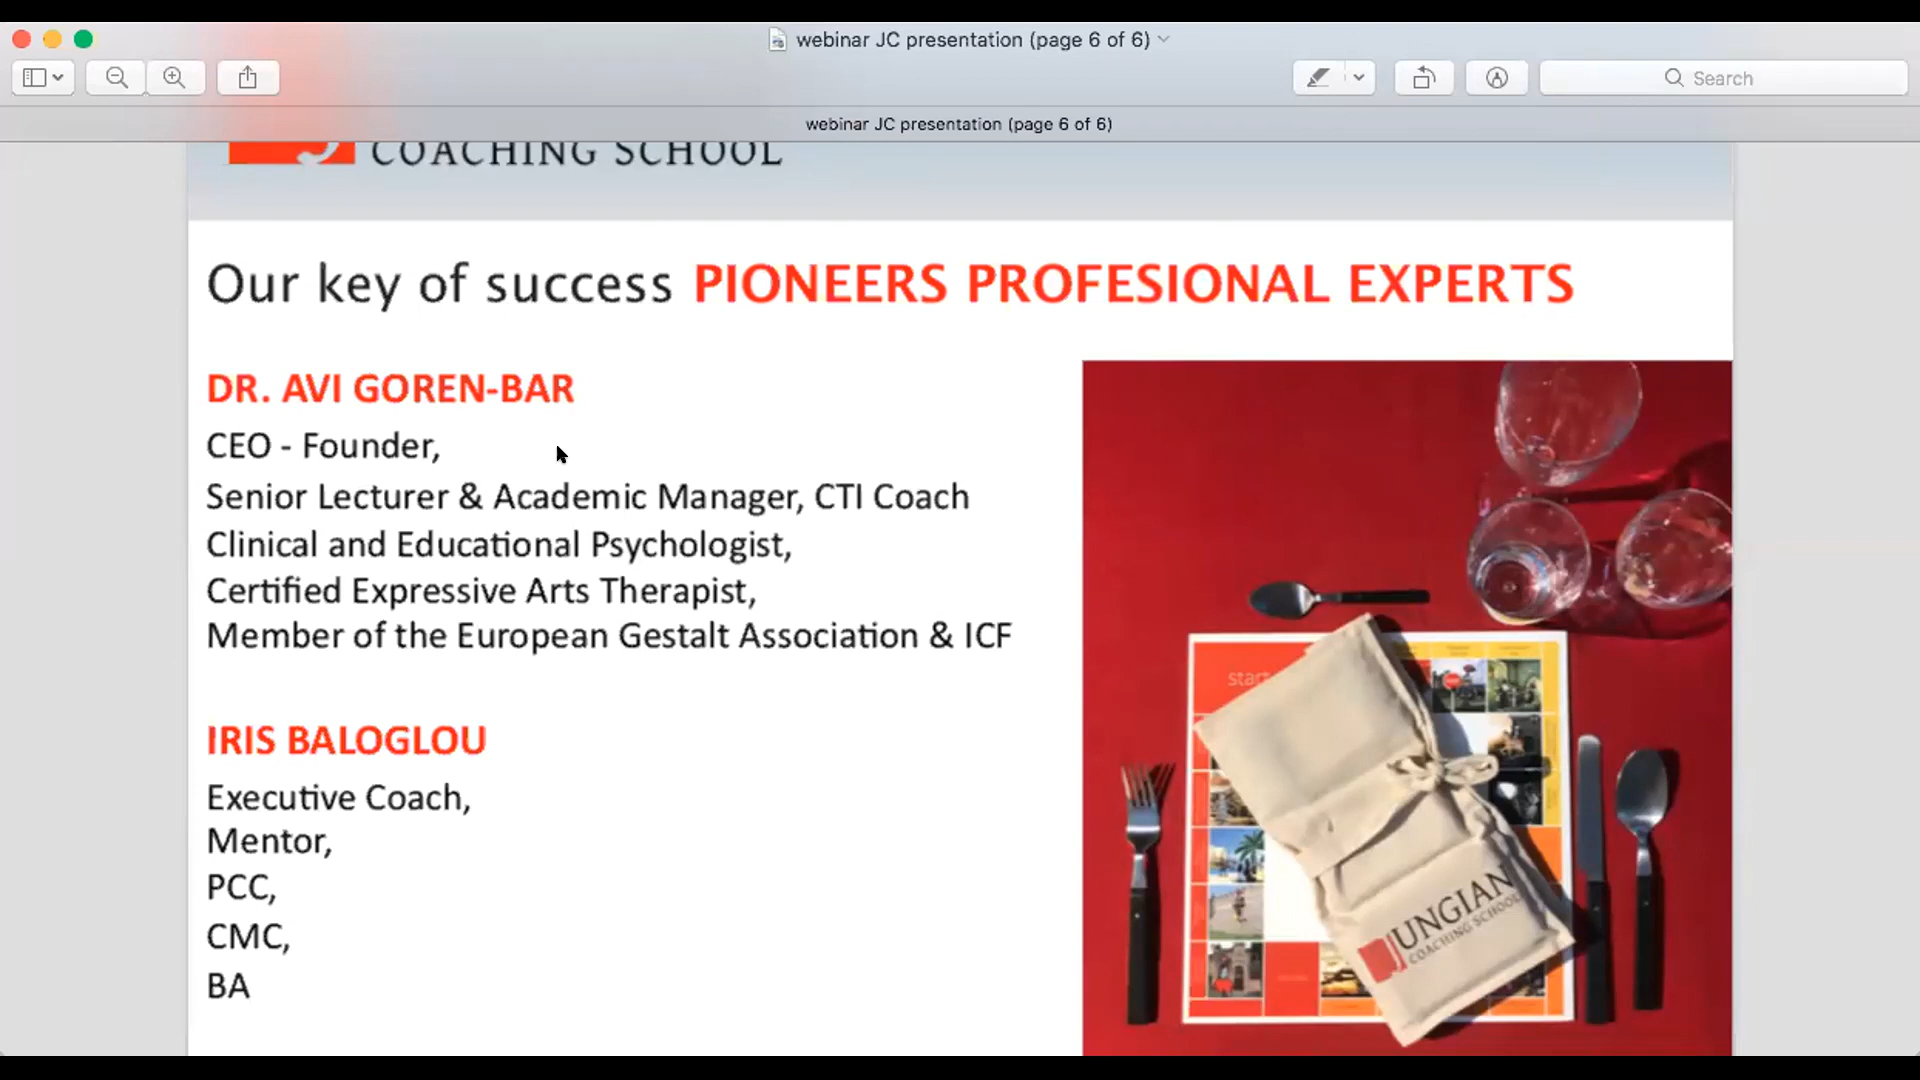 webinar JC presentation (page 6 of 6)
Search
webinar JC presentation (page 6 of 6)
COACHING SCHOOL
Our key of success PIONEERS PROFESIONAL EXPERTS
DR. AVI GOREN-BAR
CEO - Founder,
Senior Lecturer & Academic Manager, CTI Coach
Clinical and Educational Psychologist,
Certified Expressive Arts Therapist,
Member of the European Gestalt Association & ICF
IRIS BALOGLOU
Executive Coach,
Mentor,
PCC,
CMC,
BA
start
JUNGIAN
COACHING SCHOOL